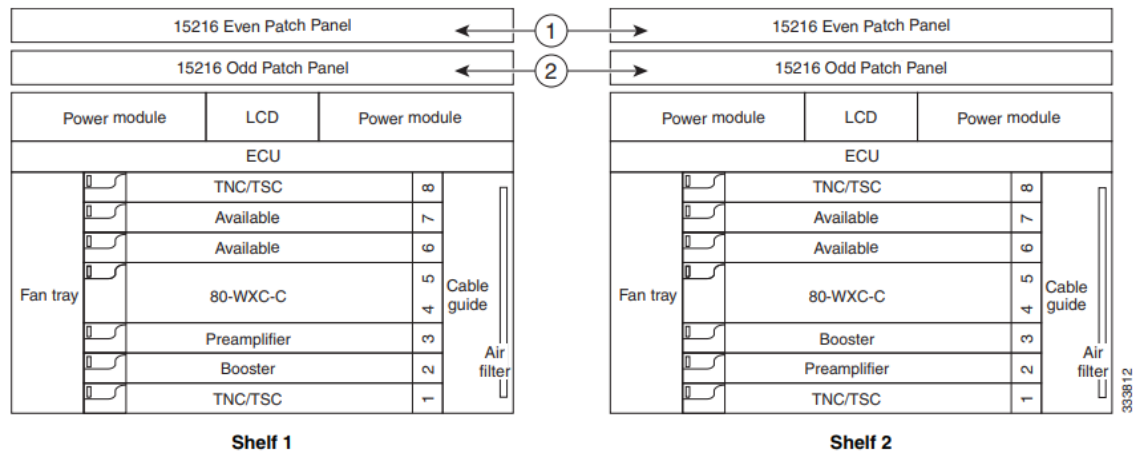 15216 Even Patch Panel
1
15216 Even Patch Panel
15216 Odd Patch Panel
2
15216 Odd Patch Panel
Power module
LCD
Power module
ECU
Fan tray
TNC/TSC
8
Available
7
Available
6
80-WXC-C
5
4
Preamplifier
3
Booster
2
TNC/TSC
1
Cable
guide
Air
filter
Shelf 1
Power module
LCD
Power module
ECU
Fan tray
TNC/TSC
8
Available
7
Available
6
80-WXC-C
5
4
Booster
3
Preamplifier
2
TNC/TSC
1
Cable
guide
Air
filter
Shelf 2
333812